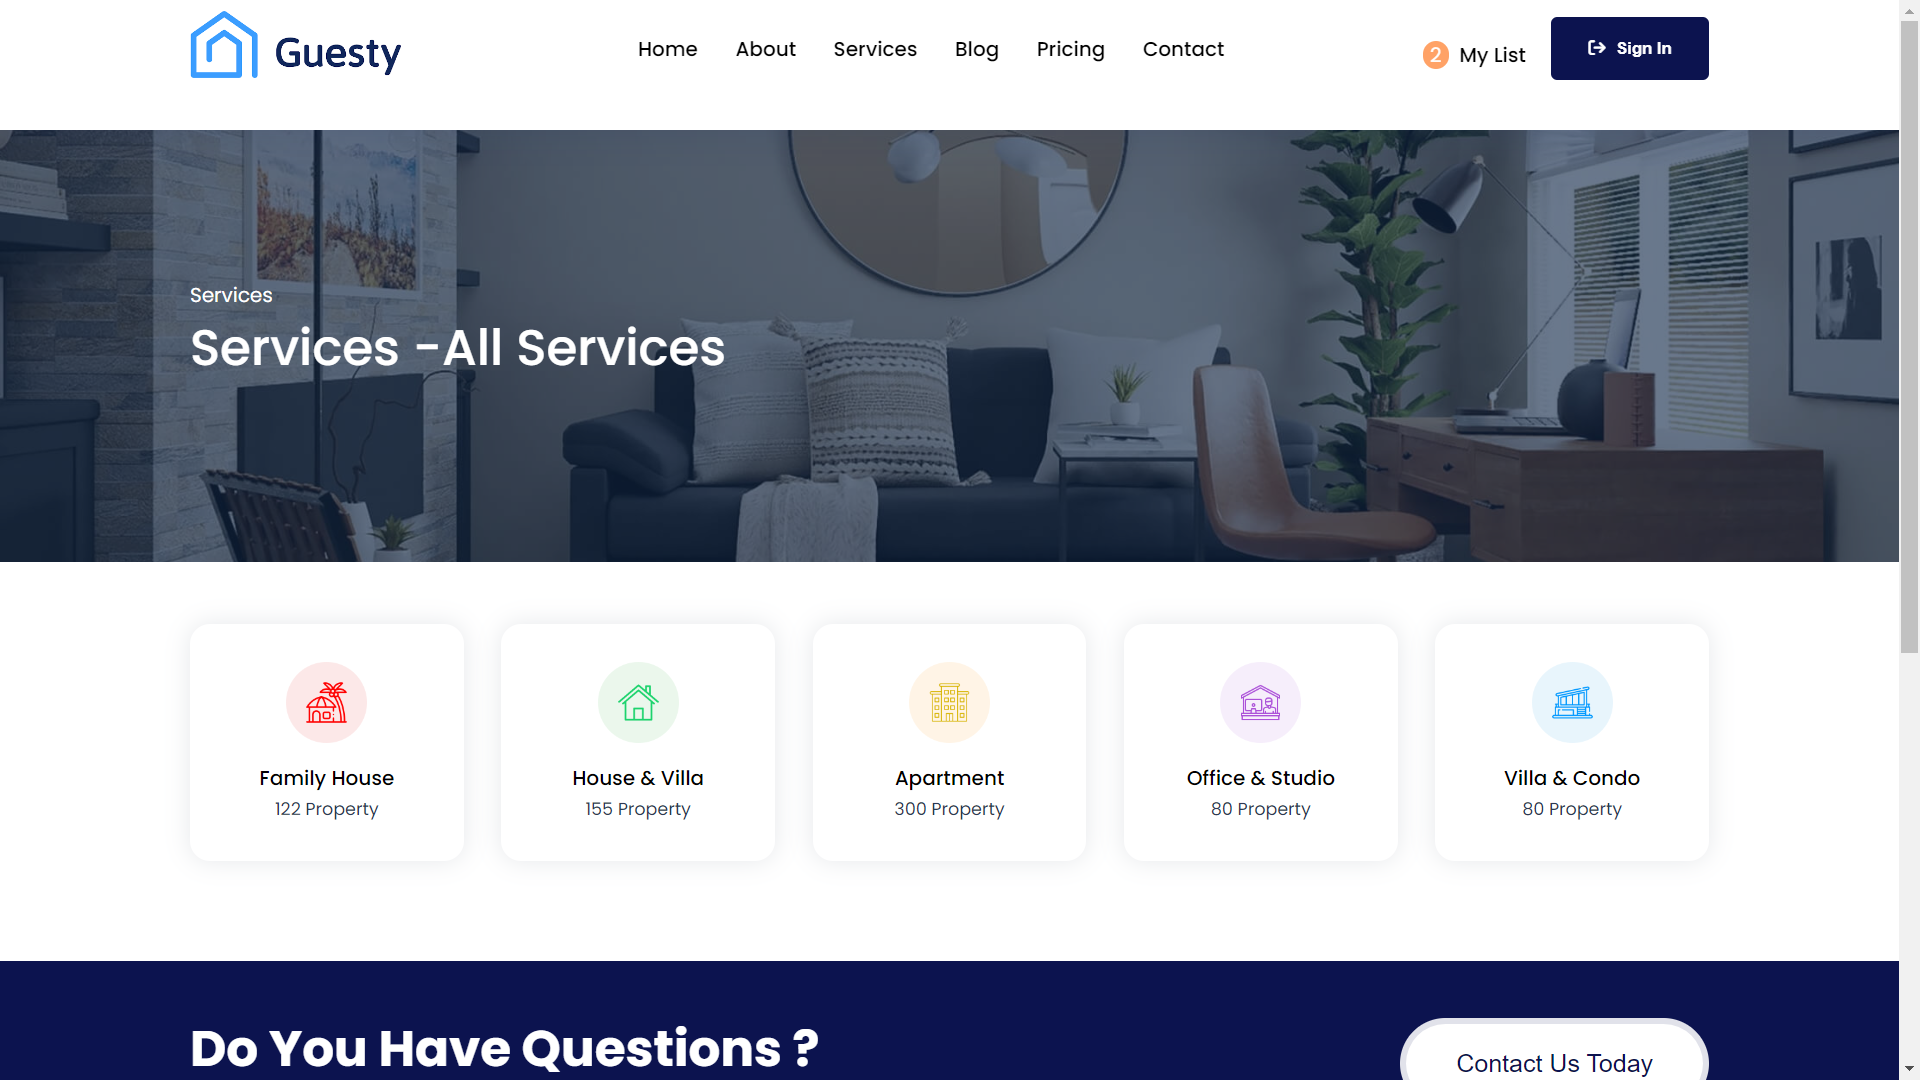 Guesty
Home
About
Services
Blog
Pricing
Contact
2
My List
Sign In
Services
Services -All Services
Family House
122 Property
House & Villa
155 Property
Apartment
300 Property
Office & Studio
80 Property
Villa & Condo
80 Property
Do You Have Questions ?
Contact Us Today